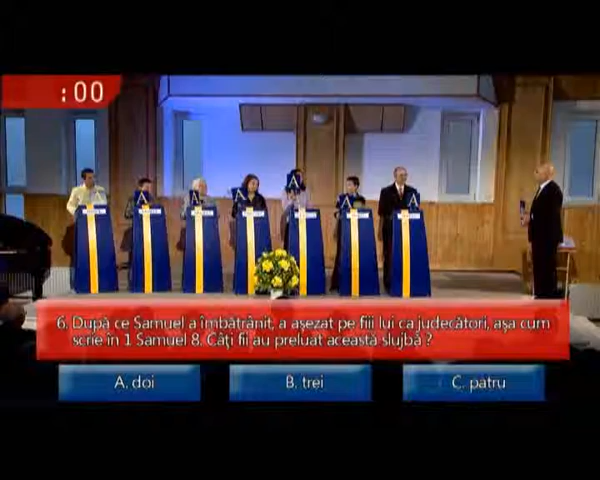 :00
A A A A A A A
6. După ce Samuel a îmbătrânit, a așezat pe fiii lui ca judecători, așa cum
scrie în 1 Samuel 8. Câți fii au preluat această slujbă ?
A. doi
B. trei
C. patru